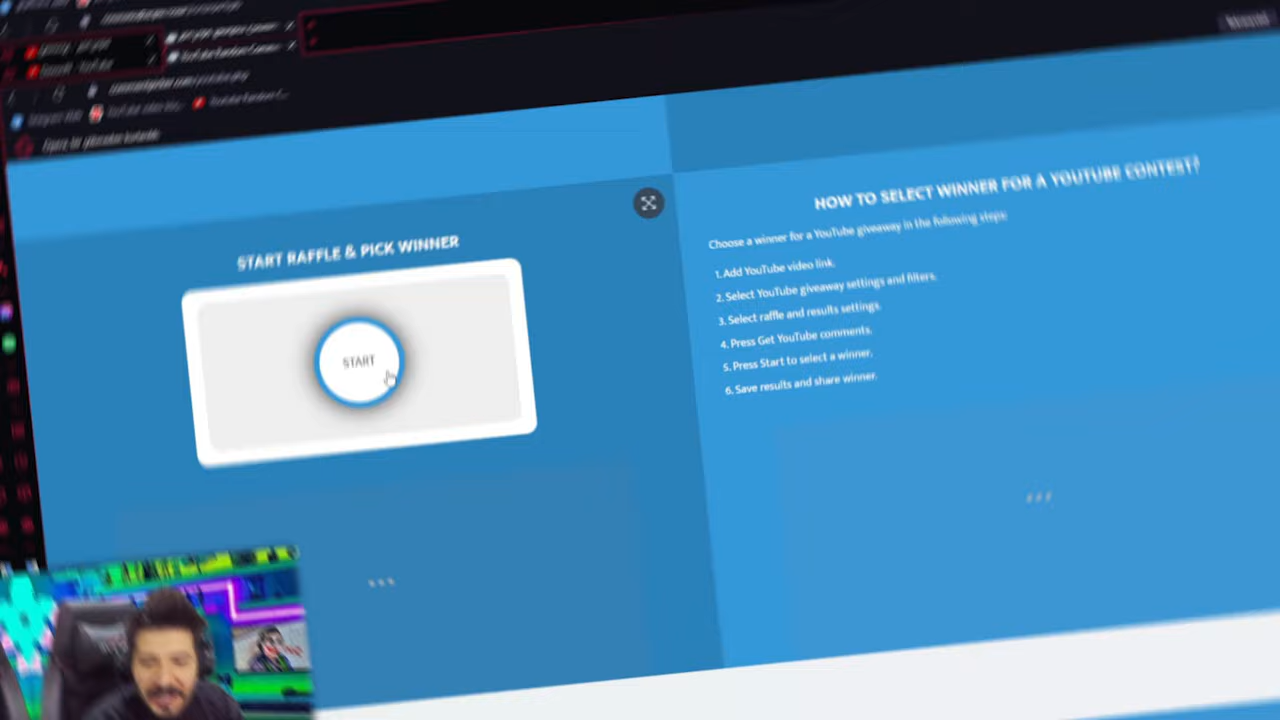 START RAFFLE & PICK WINNER
START
HOW TO SELECT WINNER FOR A YOUTUBE CONTEST?
Choose a winner for a YouTube giveaway in the following steps:
1. Add YouTube video link.
2. Select YouTube giveaway settings and filters.
3. Select raffle and results settings.
4. Press Get YouTube comments.
5. Press Start to select a winner.
6. Save results and share winner.